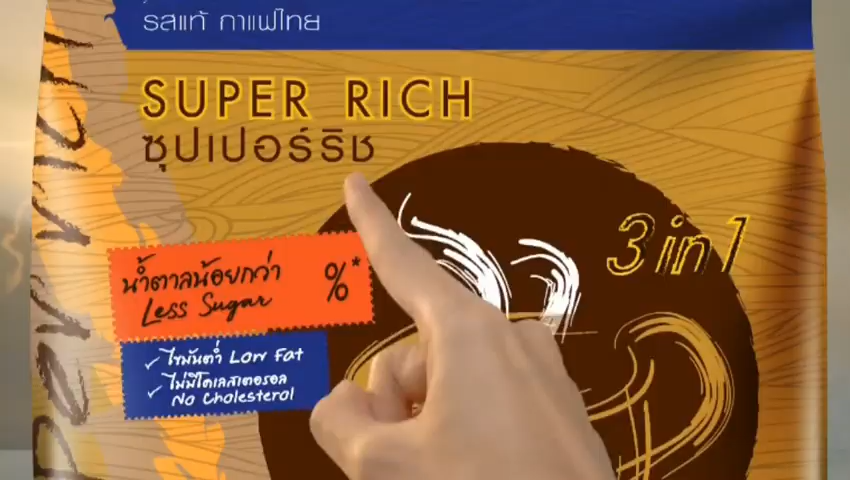 รสแท้ กาแฟไทย
SUPER RICH
ซุปเปอร์ริช
3 in 1
น้ำตาลน้อยกว่า
Less Sugar
%*
ไขมันต่ำ Low Fat
ไม่มีโคเลสเตอรอล
No Cholesterol